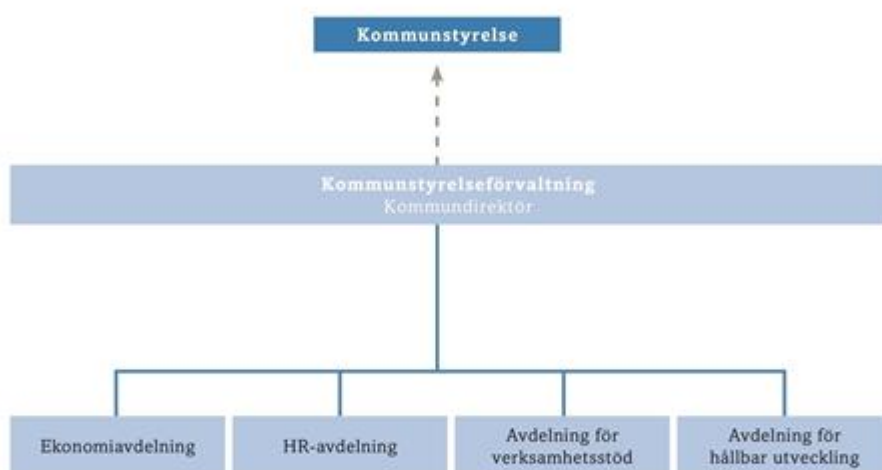 Kommunstyrelse
Kommunstyrelseförvaltning
Kommundirektör
Ekonomiavdelning
HR-avdelning
Avdelning för
verksamhetsstöd
Avdelning för
hållbar utveckling